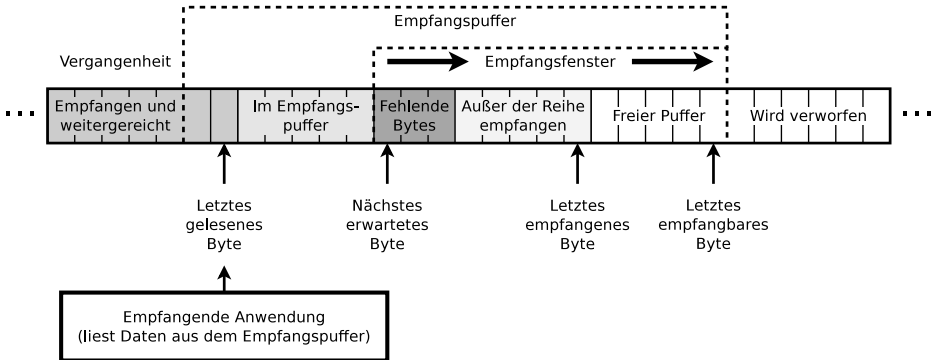 Empfangspuffer
Vergangenheit
Empfangsfenster
Empfangen und
weitergereicht
Im Empfangs-
puffer
Fehlende
Bytes
Außer der Reihe
empfangen
Freier Puffer
Wird verworfen
Letztes
gelesenes
Byte
Nächstes
erwartetes
Byte
Letztes
empfangenes
Byte
Letztes
empfangbares
Byte
Empfangende Anwendung
(liest Daten aus dem Empfangspuffer)